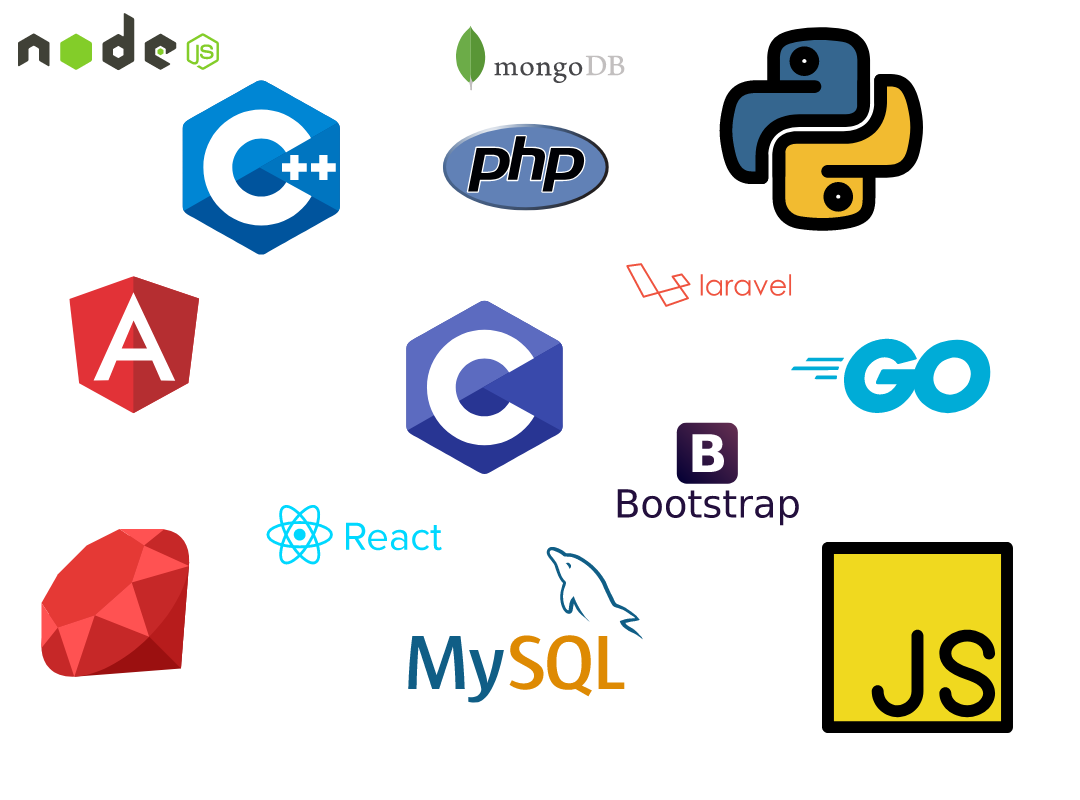 node
JS
mongoDB
C++
php
laravel
A
C
GO
B
Bootstrap
React
MySQL
JS